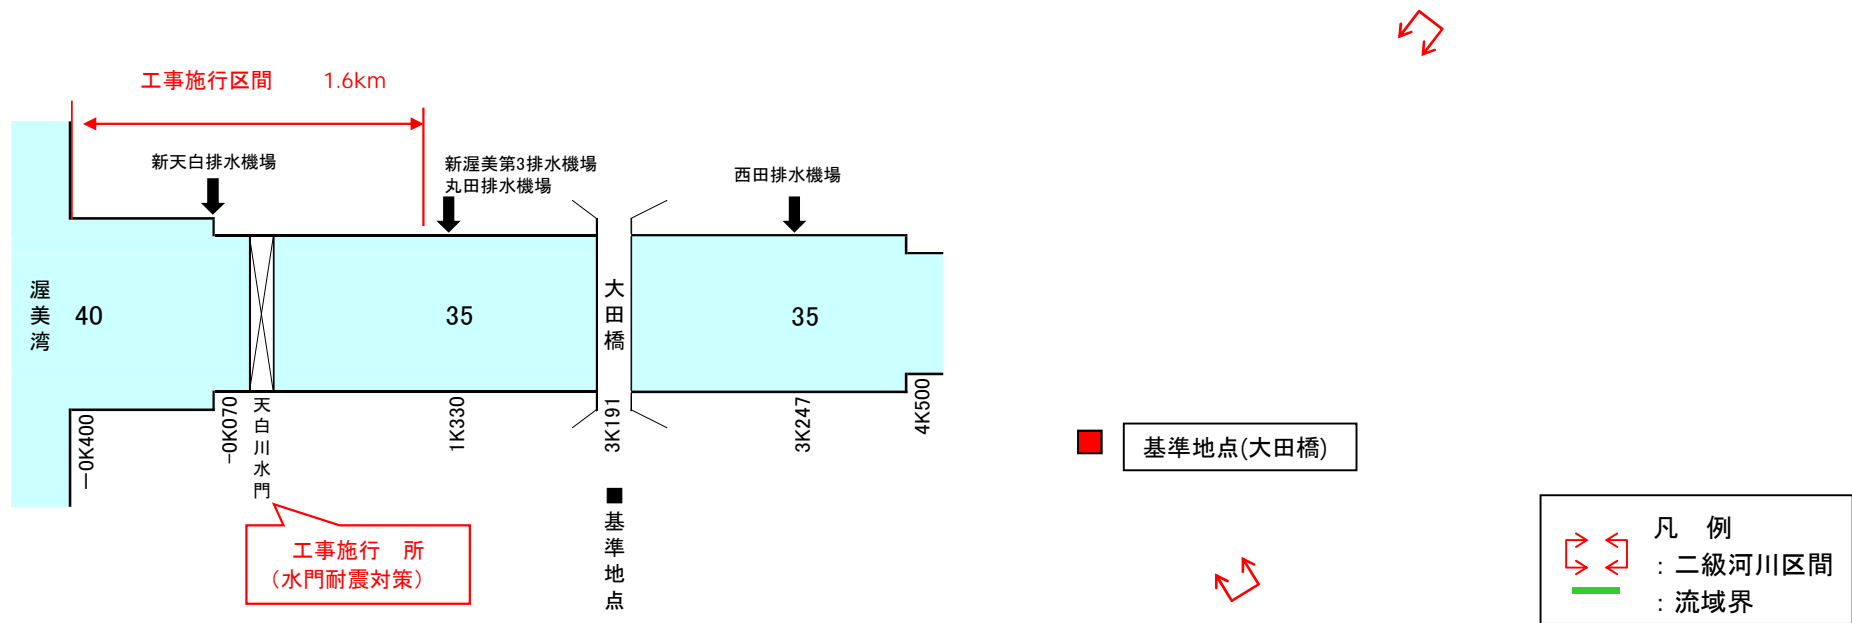 工事施行区間 1.6km
新天白排水機場
新渥美第3排水機場
丸田排水機場
西田排水機場
渥美湾
40
35
大田橋
35
−0K400
−0K070
天白川水門
1K330
3K191
3K247
4K500
■基準地点
工事施行 所
（水門耐震対策）
基準地点(大田橋)
凡 例
：二級河川区間
：流域界